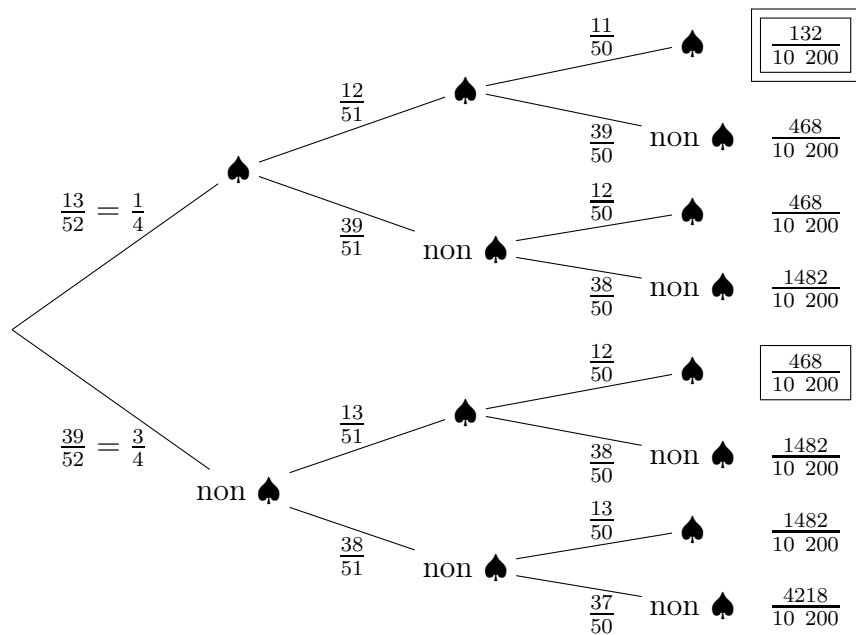 11/50 ♠ 132/10 200
12/51 ♠
39/50 non ♠ 468/10 200
13/52 = 1/4 ♠
12/50 ♠ 468/10 200
39/51 non ♠
38/50 non ♠ 1482/10 200
12/50 ♠ 468/10 200
13/51 ♠
39/52 = 3/4
38/50 non ♠ 1482/10 200
non ♠
13/50 ♠ 1482/10 200
38/51 non ♠
37/50 non ♠ 4218/10 200